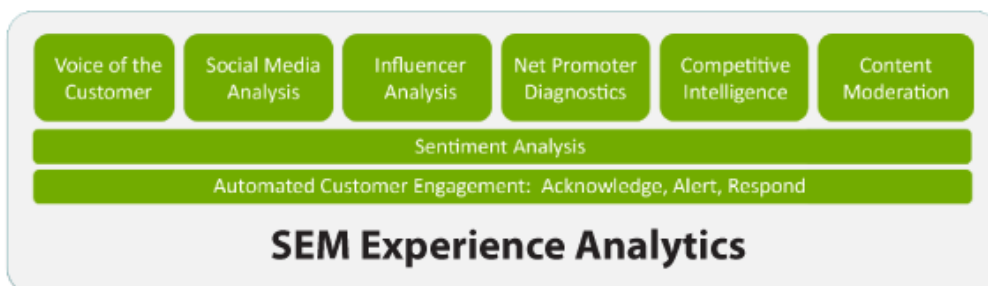 Voice of the
Customer
Social Media
Analysis
Influencer
Analysis
Net Promoter
Diagnostics
Competitive
Intelligence
Content
Moderation
Sentiment Analysis
Automated Customer Engagement: Acknowledge, Alert, Respond
SEM Experience Analytics